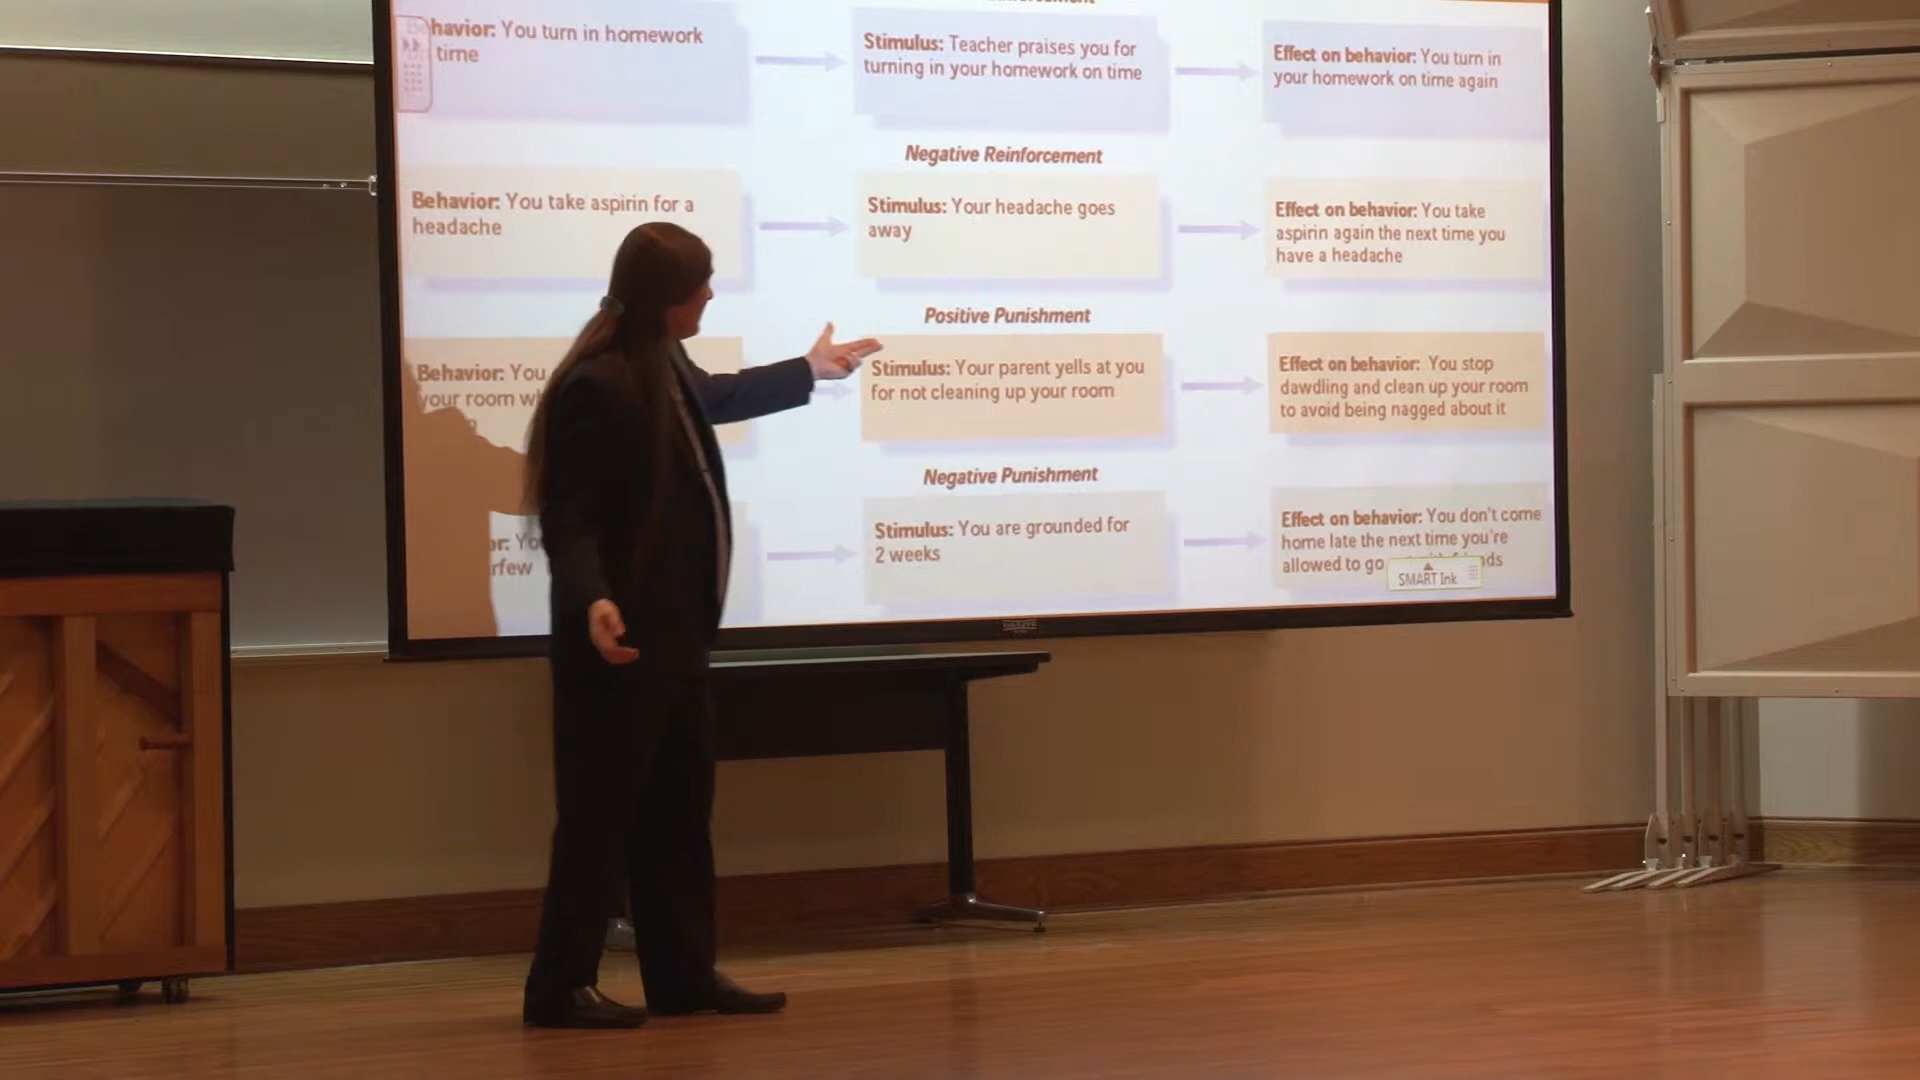 havior: You turn in homework
time
Stimulus: Teacher praises you for
turning in your homework on time
Effect on behavior: You turn in
your homework on time again
Negative Reinforcement
Behavior: You take aspirin for a
headache
Stimulus: Your headache goes
away
Effect on behavior: You take
aspirin again the next time you
have a headache
Positive Punishment
Behavior: You
your room wh
Stimulus: Your parent yells at you
for not cleaning up your room
Effect on behavior: You stop
dawdling and clean up your room
to avoid being nagged about it
Negative Punishment
or: Yo
rfew
Stimulus: You are grounded for
2 weeks
Effect on behavior: You don't come
home late the next time you're
allowed to go
SMART Ink